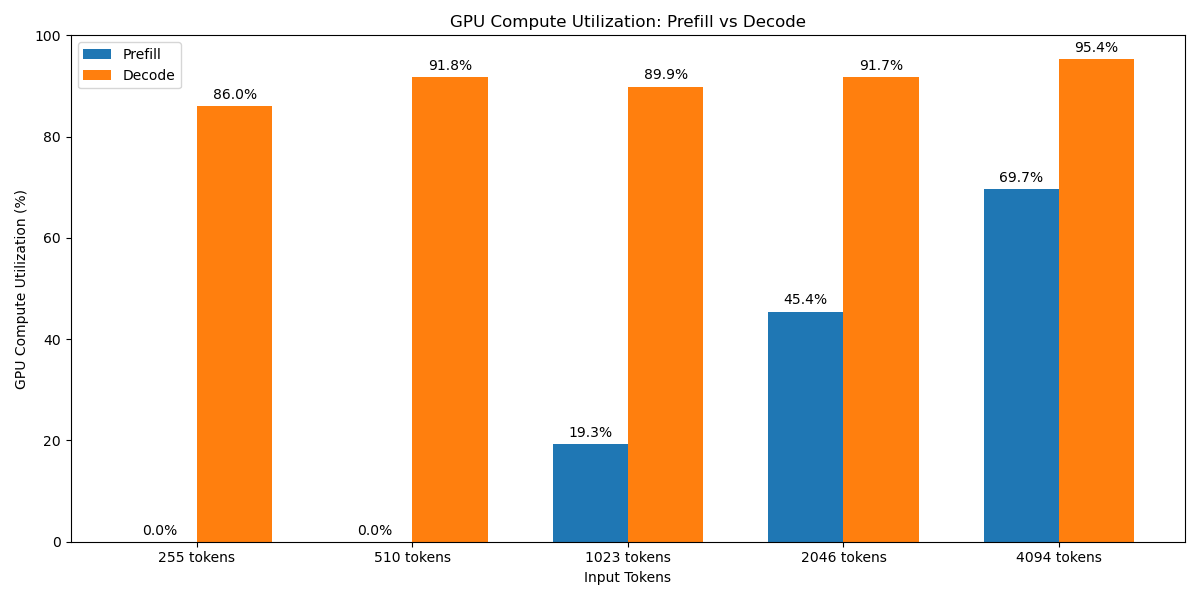 GPU Compute Utilization: Prefill vs Decode
Prefill
Decode
GPU Compute Utilization (%)
100
80
60
40
20
0
0.0%
86.0%
0.0%
91.8%
19.3%
89.9%
45.4%
91.7%
69.7%
95.4%
255 tokens
510 tokens
1023 tokens
2046 tokens
4094 tokens
Input Tokens